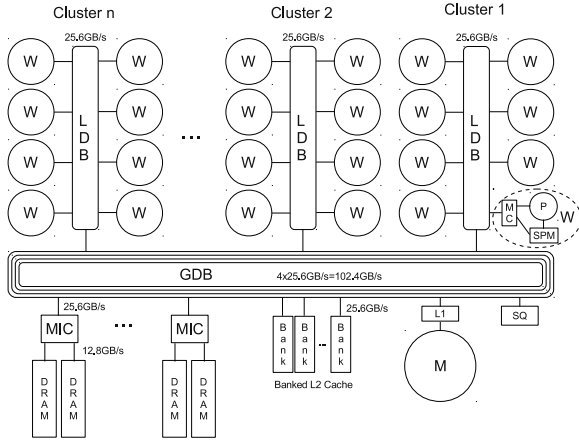 Cluster n
Cluster 2
Cluster 1
25.6GB/s
25.6GB/s
25.6GB/s
W
W
W
W
W
W
W
W
LDB
...
W
W
W
W
W
W
W
W
LDB
W
W
W
W
W
W
W
LDB
MC
P
SPM
W
GDB 4x25.6GB/s=102.4GB/s
25.6GB/s
...
25.6GB/s
MIC
MIC
12.8GB/s
DRAM
DRAM
DRAM
DRAM
Bank
Bank
...
Bank
Banked L2 Cache
L1
SQ
M